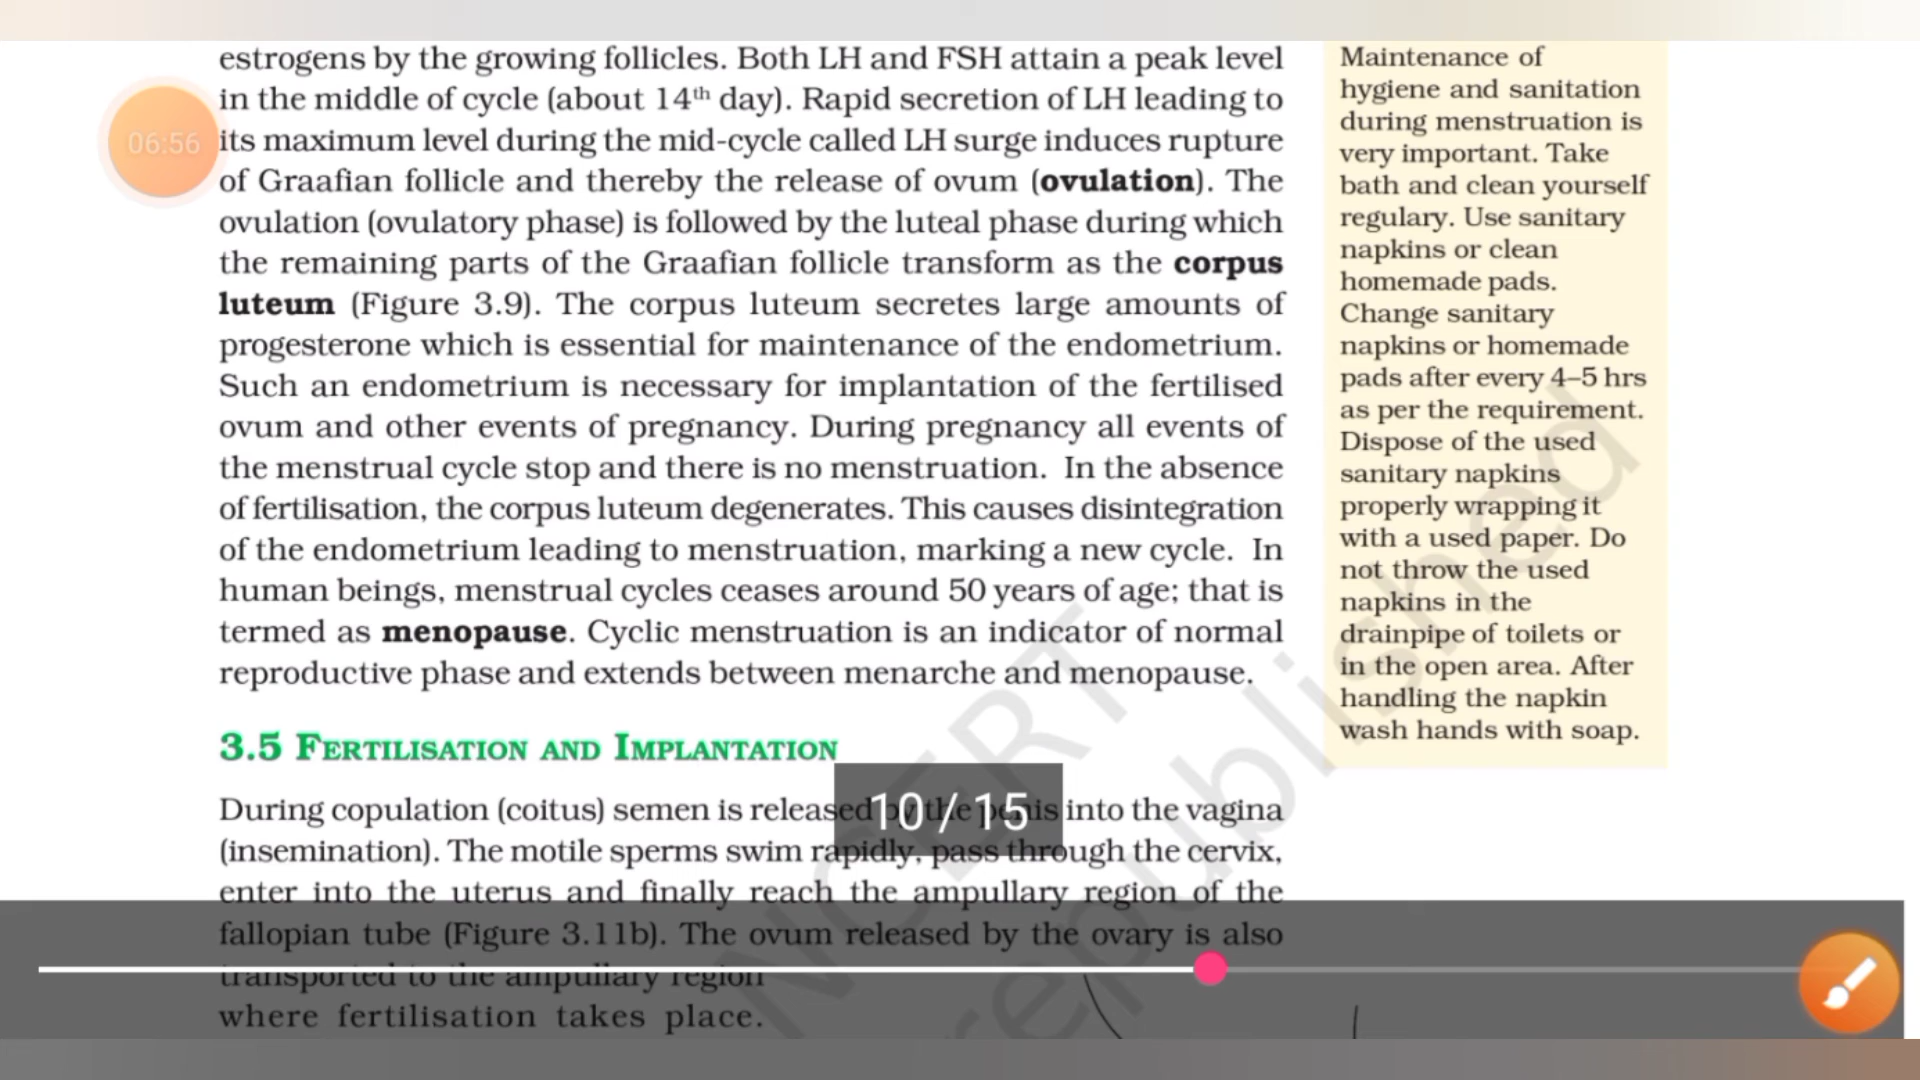 estrogens by the growing follicles. Both LH and FSH attain a peak level
in the middle of cycle (about 14th day). Rapid secretion of LH leading to
its maximum level during the mid-cycle called LH surge induces rupture
of Graafian follicle and thereby the release of ovum (ovulation). The
ovulation (ovulatory phase) is followed by the luteal phase during which
the remaining parts of the Graafian follicle transform as the corpus
luteum (Figure 3.9). The corpus luteum secretes large amounts of
progesterone which is essential for maintenance of the endometrium.
Such an endometrium is necessary for implantation of the fertilised
ovum and other events of pregnancy. During pregnancy all events of
the menstrual cycle stop and there is no menstruation. In the absence
of fertilisation, the corpus luteum degenerates. This causes disintegration
of the endometrium leading to menstruation, marking a new cycle. In
human beings, menstrual cycles ceases around 50 years of age; that is
termed as menopause. Cyclic menstruation is an indicator of normal
reproductive phase and extends between menarche and menopause.
3.5 FERTILISATION AND IMPLANTATION
During copulation (coitus) semen is released by the penis into the vagina
(insemination). The motile sperms swim rapidly, pass through the cervix,
enter into the uterus and finally reach the ampullary region of the
fallopian tube (Figure 3.11b). The ovum released by the ovary is also
transported to the ampullary region
where fertilisation takes place.
Maintenance of
hygiene and sanitation
during menstruation is
very important. Take
bath and clean yourself
regulary. Use sanitary
napkins or clean
homemade pads.
Change sanitary
napkins or homemade
pads after every 4–5 hrs
as per the requirement.
Dispose of the used
sanitary napkins
properly wrapping it
with a used paper. Do
not throw the used
napkins in the
drainpipe of toilets or
in the open area. After
handling the napkin
wash hands with soap.
06:56
10 / 15
NCERT
republished